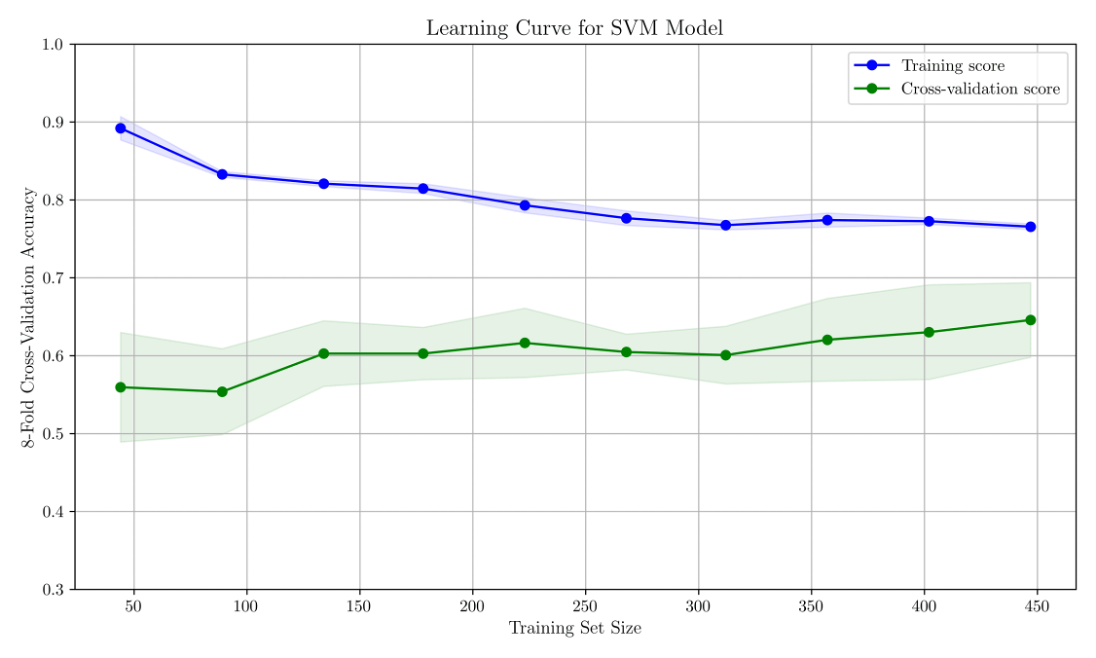 Learning Curve for SVM Model
Training score
Cross-validation score
8-Fold Cross-Validation Accuracy
1.0
0.9
0.8
0.7
0.6
0.5
0.4
0.3
50 100 150 200 250 300 350 400 450
Training Set Size